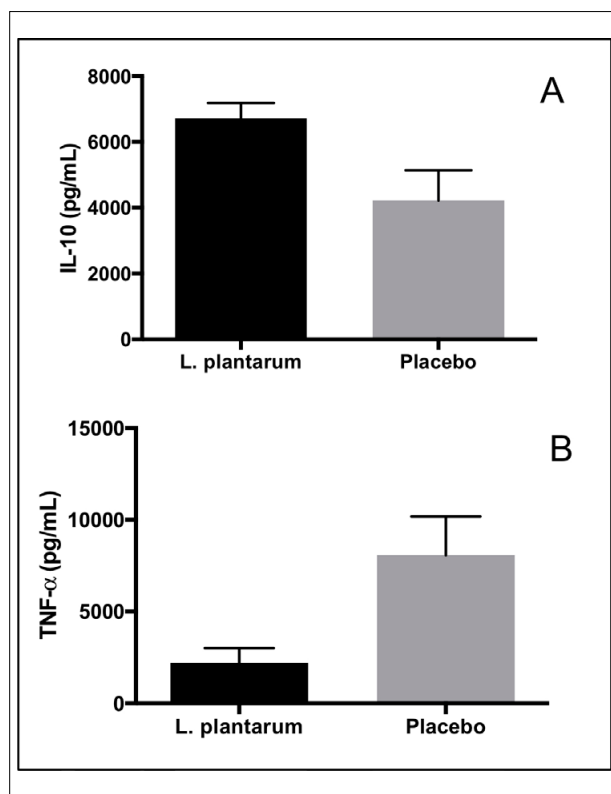 A
8000
6000
4000
2000
0
IL-10 (pg/mL)
L. plantarum Placebo
B
15000
10000
5000
0
TNF-α (pg/mL)
L. plantarum Placebo